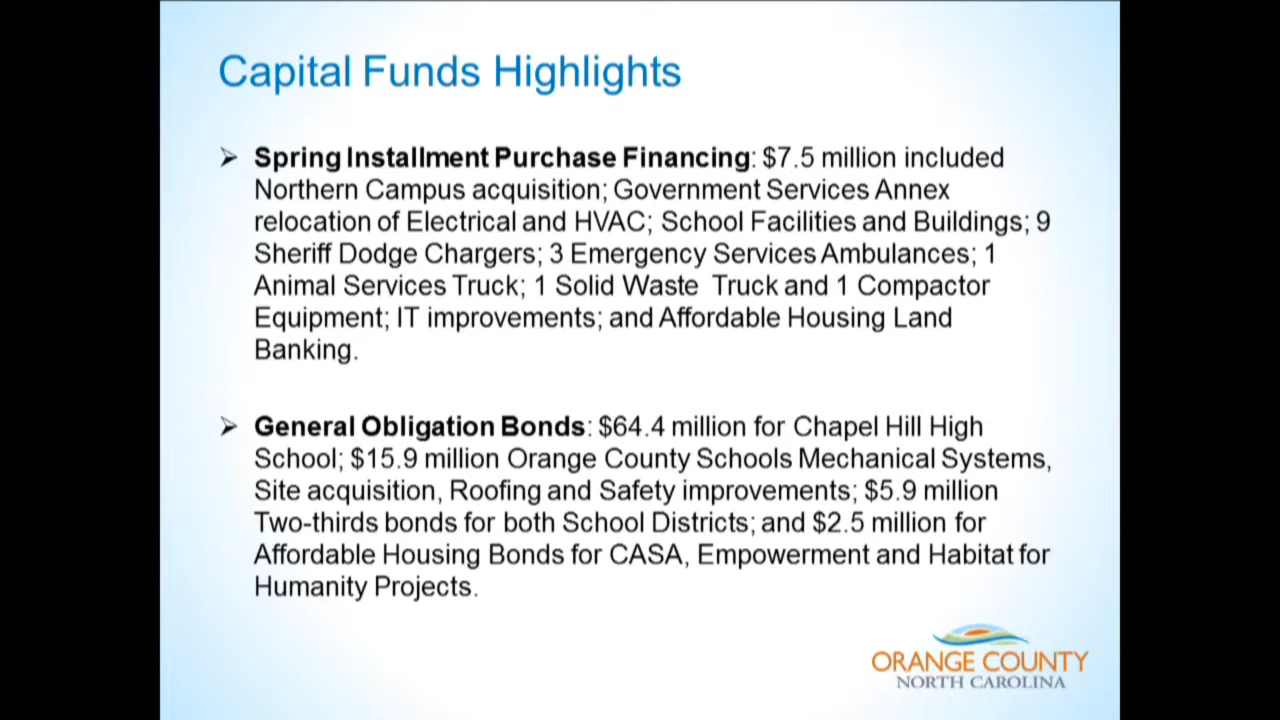 Capital Funds Highlights
➢ Spring Installment Purchase Financing: $7.5 million included
Northern Campus acquisition; Government Services Annex
relocation of Electrical and HVAC; School Facilities and Buildings; 9
Sheriff Dodge Chargers; 3 Emergency Services Ambulances; 1
Animal Services Truck; 1 Solid Waste Truck and 1 Compactor
Equipment; IT improvements; and Affordable Housing Land
Banking.
➢ General Obligation Bonds: $64.4 million for Chapel Hill High
School; $15.9 million Orange County Schools Mechanical Systems,
Site acquisition, Roofing and Safety improvements; $5.9 million
Two-thirds bonds for both School Districts; and $2.5 million for
Affordable Housing Bonds for CASA, Empowerment and Habitat for
Humanity Projects.
ORANGE COUNTY
NORTH CAROLINA